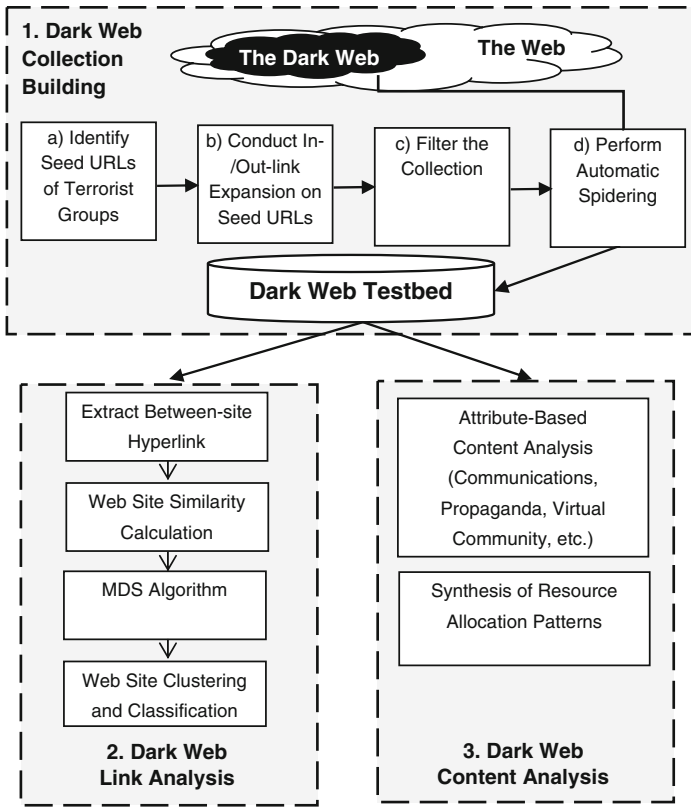 1. Dark Web
Collection
Building
The Dark Web
The Web
a) Identify
Seed URLs
of Terrorist
Groups
b) Conduct In-
/Out-link
Expansion on
Seed URLs
c) Filter the
Collection
d) Perform
Automatic
Spidering
Dark Web Testbed
Extract Between-site
Hyperlink
Web Site Similarity
Calculation
MDS Algorithm
Web Site Clustering
and Classification
2. Dark Web
Link Analysis
Attribute-Based
Content Analysis
(Communications,
Propaganda, Virtual
Community, etc.)
Synthesis of Resource
Allocation Patterns
3. Dark Web
Content Analysis